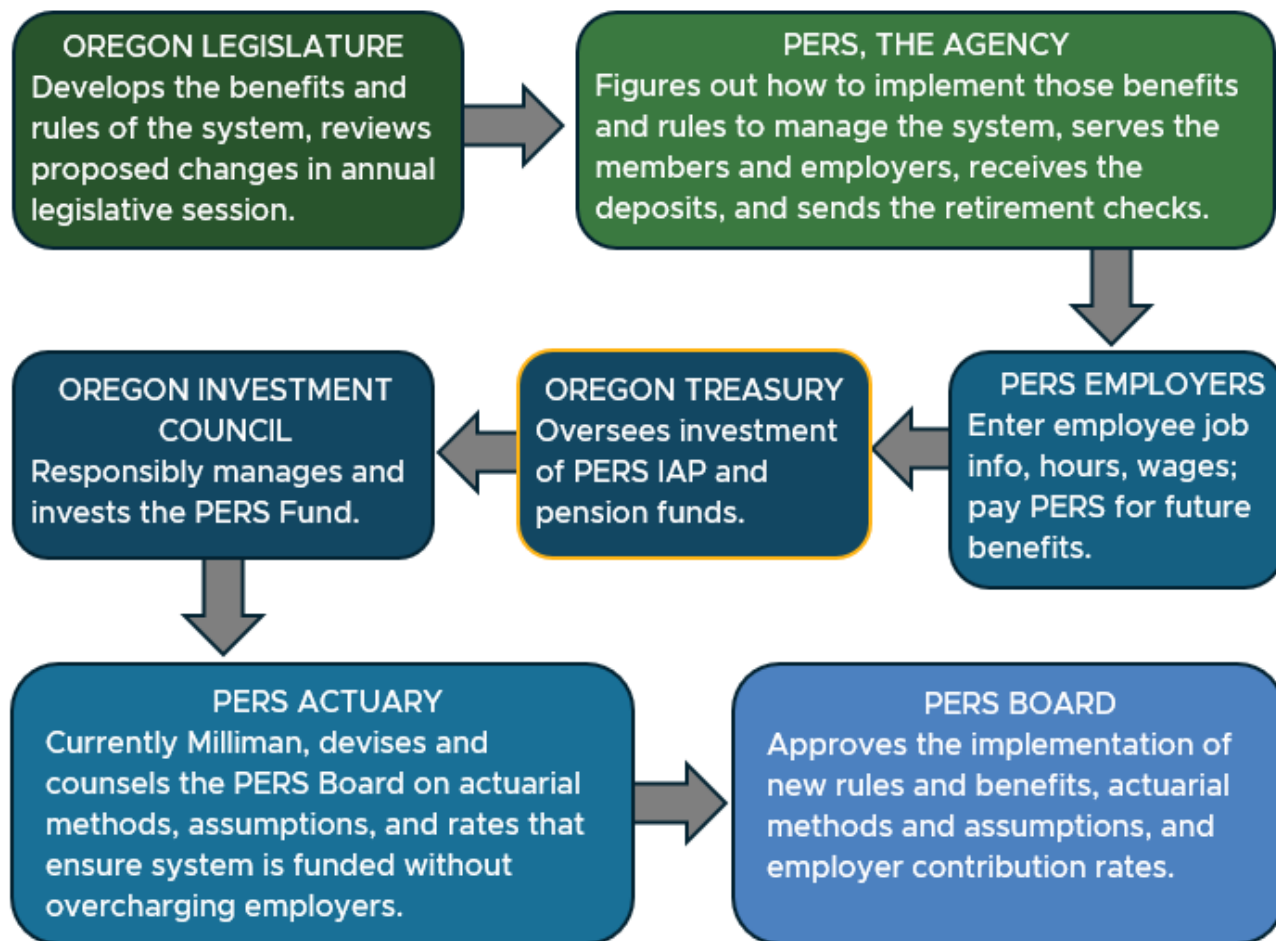 OREGON LEGISLATURE
Develops the benefits and
rules of the system, reviews
proposed changes in annual
legislative session.
PERS, THE AGENCY
Figures out how to implement those benefits
and rules to manage the system, serves the
members and employers, receives the
deposits, and sends the retirement checks.
PERS EMPLOYERS
Enter employee job
info, hours, wages;
pay PERS for future
benefits.
OREGON TREASURY
Oversees investment
of PERS IAP and
pension funds.
OREGON INVESTMENT
COUNCIL
Responsibly manages and
invests the PERS Fund.
PERS ACTUARY
Currently Milliman, devises and
counsels the PERS Board on actuarial
methods, assumptions, and rates that
ensure system is funded without
overcharging employers.
PERS BOARD
Approves the implementation of
new rules and benefits, actuarial
methods and assumptions, and
employer contribution rates.